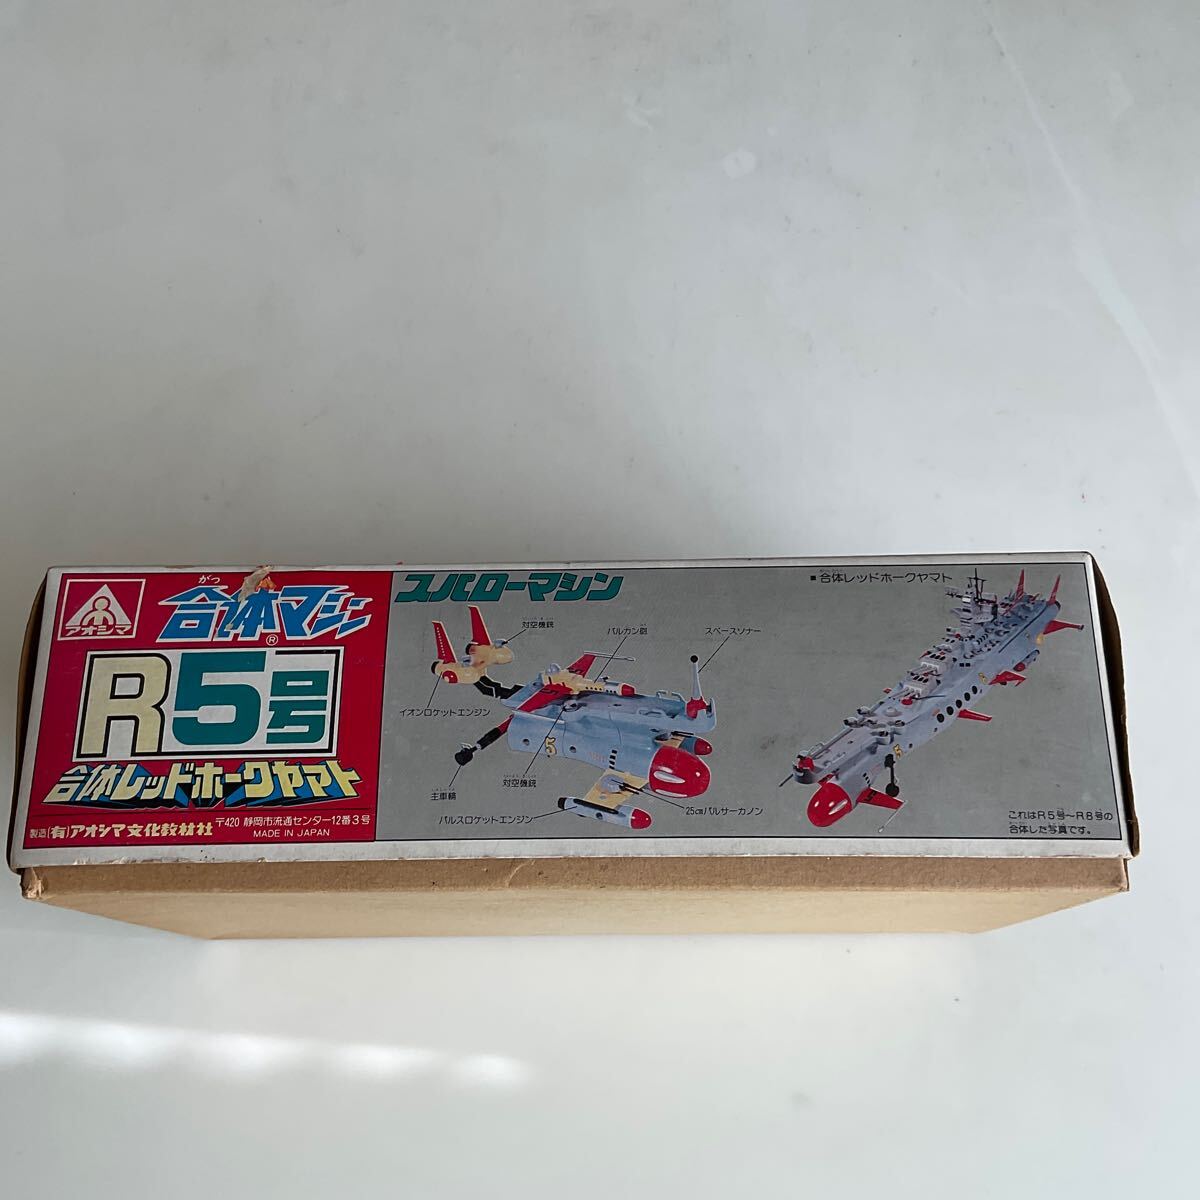 アオシマ
がっ
合体マシン
®
R5号
合体レッドホークヤマト
製造 (有)アオシマ文化教材社
〒420 静岡市流通センター12番3号
MADE IN JAPAN
スパローマシン
対空機銃
バルカン砲
スペースソナー
イオンロケットエンジン
5
主車輪
対空機銃
パルスロケットエンジン
25cmパルサーカノン
■合体レッドホークヤマト
5
これはR5号〜R8号の
合体した写真です。